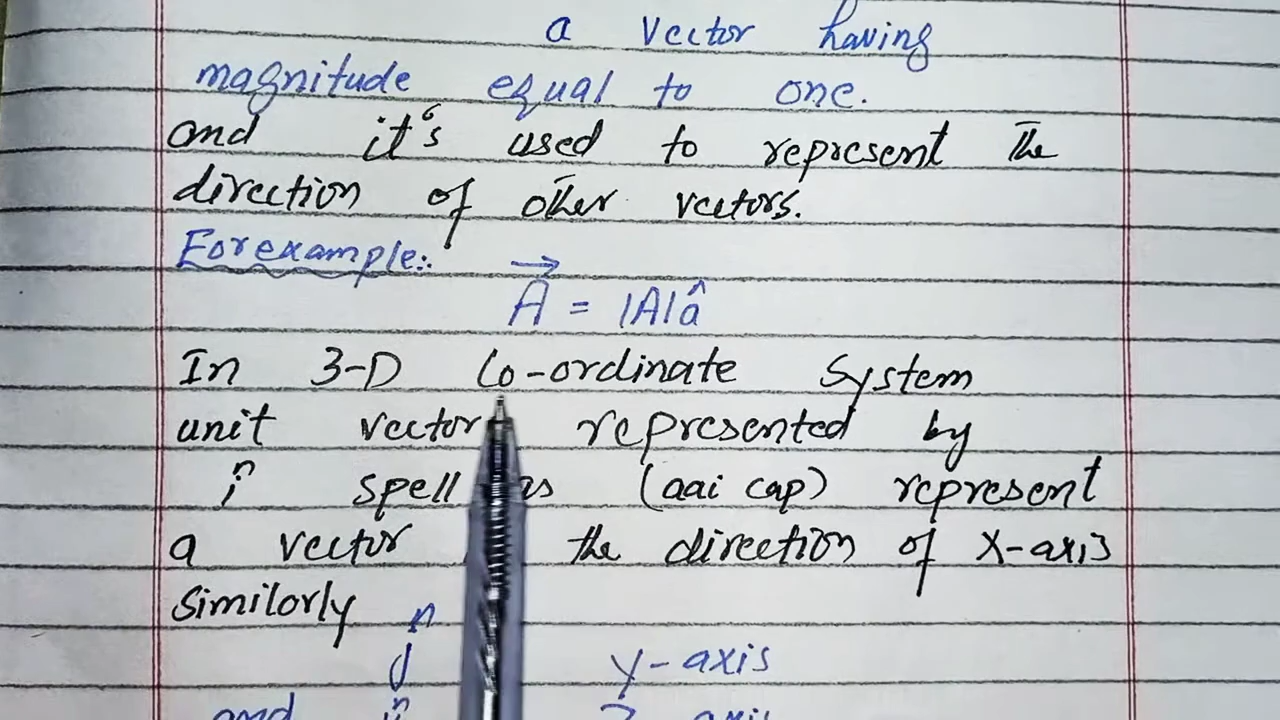 a vector having
magnitude equal to one.
and it's used to represent the
direction of other vectors.
For example:
A⃗ = |A|â
In 3-D Co-ordinate System
unit vector represented by
î spell as (aai cap) represent
a vector the direction of X-axis
Similarly
ĵ y-axis
and axis